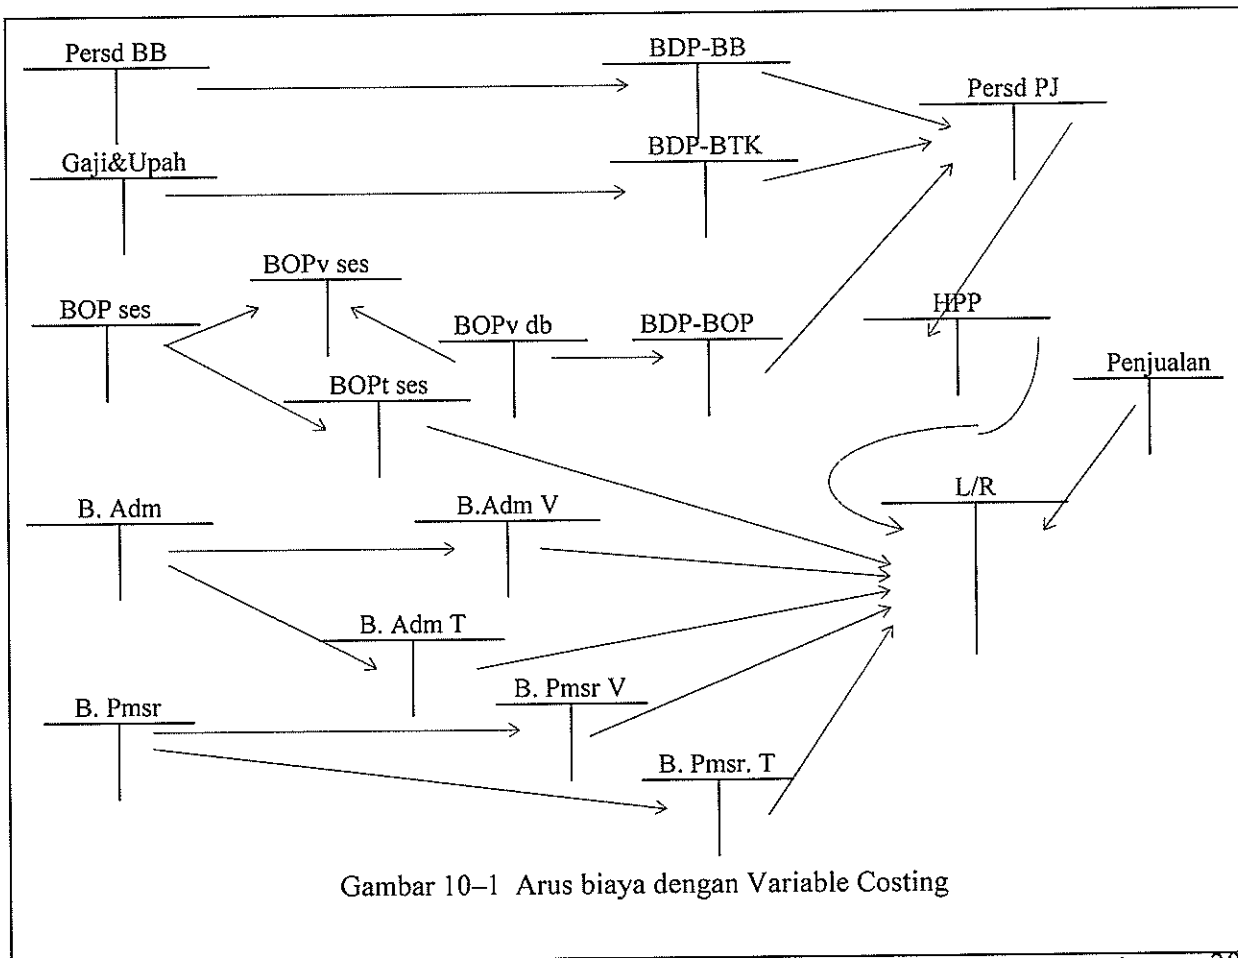 Persd BB
BDP-BB
Persd PJ
Gaji&Upah
BDP-BTK
BOPv ses
BOP ses
BOPv db
BDP-BOP
HPP
BOPt ses
Penjualan
B. Adm
B.Adm V
L/R
B. Adm T
B. Pmsr
B. Pmsr V
B. Pmsr. T
Gambar 10–1 Arus biaya dengan Variable Costing